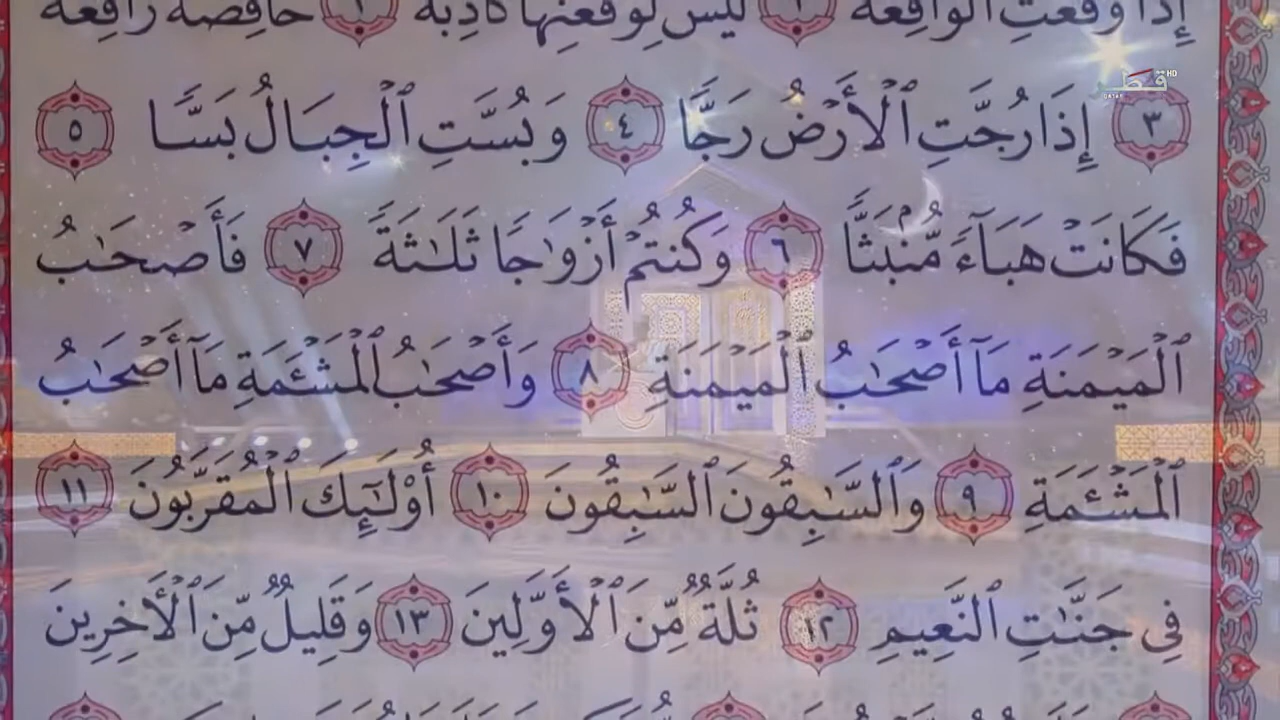 إِذَا وَقَعَتِ ٱلْوَاقِعَةُ ١ لَيْسَ لِوَقْعَتِهَا كَاذِبَةٌ ٢ خَافِضَةٌ رَّافِعَةٌ
٣ إِذَا رُجَّتِ ٱلْأَرْضُ رَجًّا ٤ وَبُسَّتِ ٱلْجِبَالُ بَسًّا ٥
فَكَانَتْ هَبَآءً مُّنۢبَثًّا ٦ وَكُنتُمْ أَزْوَٰجًا ثَلَٰثَةً ٧ فَأَصْحَٰبُ
ٱلْمَيْمَنَةِ مَآ أَصْحَٰبُ ٱلْمَيْمَنَةِ ٨ وَأَصْحَٰبُ ٱلْمَشْـَٔمَةِ مَآ أَصْحَٰبُ
ٱلْمَشْـَٔمَةِ ٩ وَٱلسَّٰبِقُونَ ٱلسَّٰبِقُونَ ١٠ أُو۟لَٰٓئِكَ ٱلْمُقَرَّبُونَ ١١
فِى جَنَّٰتِ ٱلنَّعِيمِ ١٢ ثُلَّةٌ مِّنَ ٱلْأَوَّلِينَ ١٣ وَقَلِيلٌ مِّنَ ٱلْأَخِرِينَ
قطر HD
QATAR